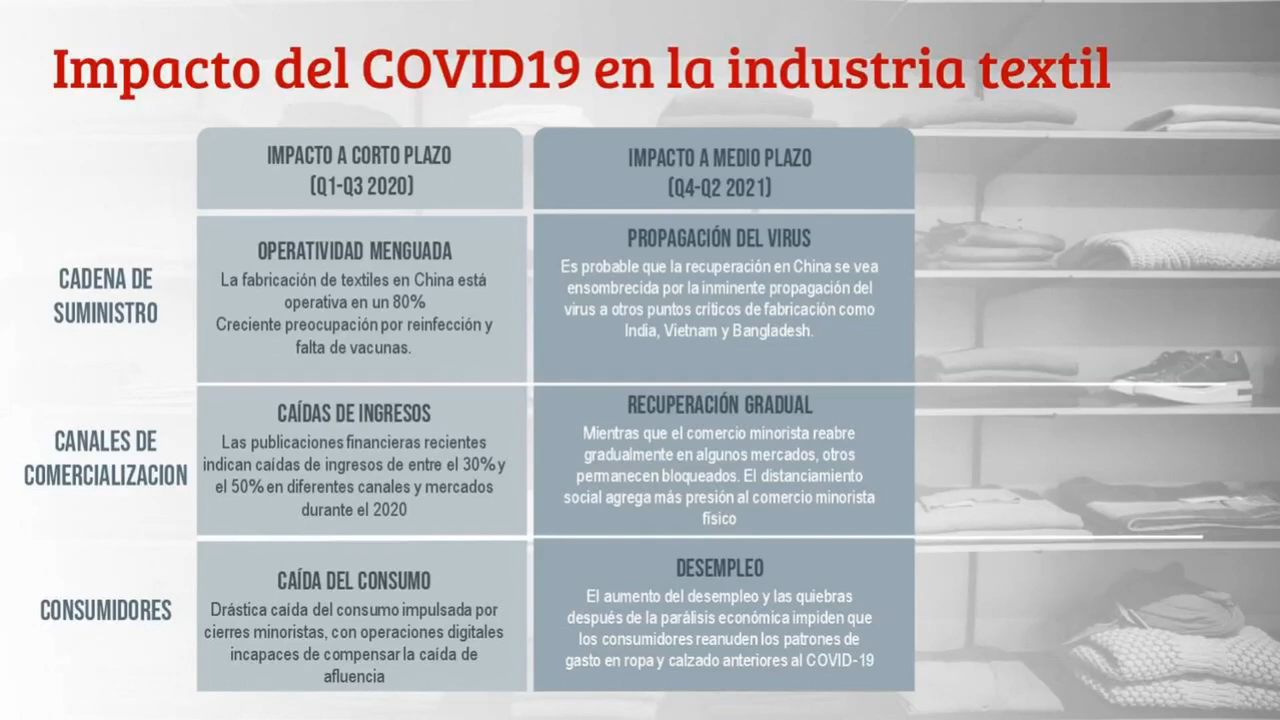 Impacto del COVID19 en la industria textil
IMPACTO A CORTO PLAZO
(Q1-Q3 2020)
IMPACTO A MEDIO PLAZO
(Q4-Q2 2021)
CADENA DE
SUMINISTRO
OPERATIVIDAD MENGUADA
La fabricación de textiles en China está
operativa en un 80%
Creciente preocupación por reinfección y
falta de vacunas.
PROPAGACIÓN DEL VIRUS
Es probable que la recuperación en China se vea
ensombrecida por la inminente propagación del
virus a otros puntos críticos de fabricación como
India, Vietnam y Bangladesh.
CANALES DE
COMERCIALIZACION
CAÍDAS DE INGRESOS
Las publicaciones financieras recientes
indican caídas de ingresos de entre el 30% y
el 50% en diferentes canales y mercados
durante el 2020
RECUPERACIÓN GRADUAL
Mientras que el comercio minorista reabre
gradualmente en algunos mercados, otros
permanecen bloqueados. El distanciamiento
social agrega más presión al comercio minorista
físico
CONSUMIDORES
CAÍDA DEL CONSUMO
Drástica caída del consumo impulsada por
cierres minoristas, con operaciones digitales
incapaces de compensar la caída de
afluencia
DESEMPLEO
El aumento del desempleo y las quiebras
después de la parálisis económica impiden que
los consumidores reanuden los patrones de
gasto en ropa y calzado anteriores al COVID-19